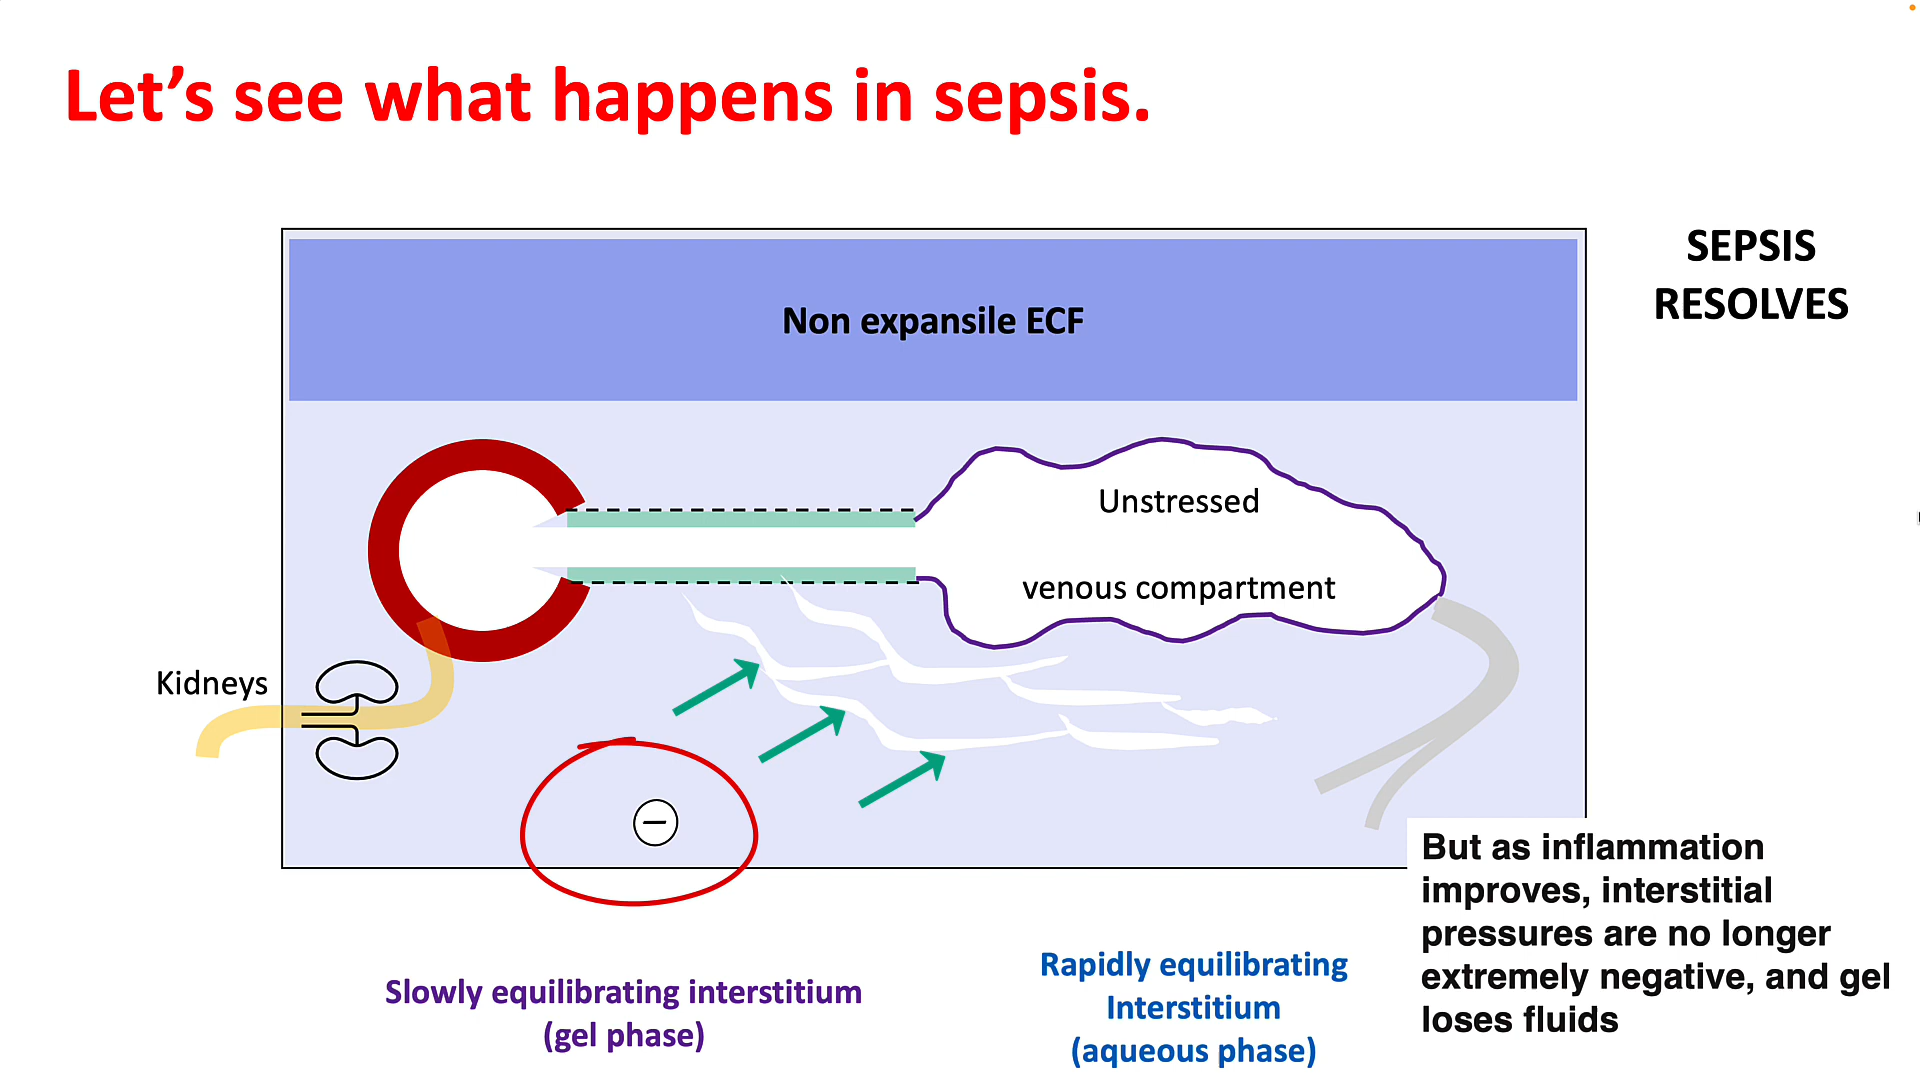 Let’s see what happens in sepsis.
SEPSIS
RESOLVES
Non expansile ECF
Unstressed
venous compartment
Kidneys
But as inflammation
improves, interstitial
pressures are no longer
extremely negative, and gel
loses fluids
Slowly equilibrating interstitium
(gel phase)
Rapidly equilibrating
Interstitium
(aqueous phase)